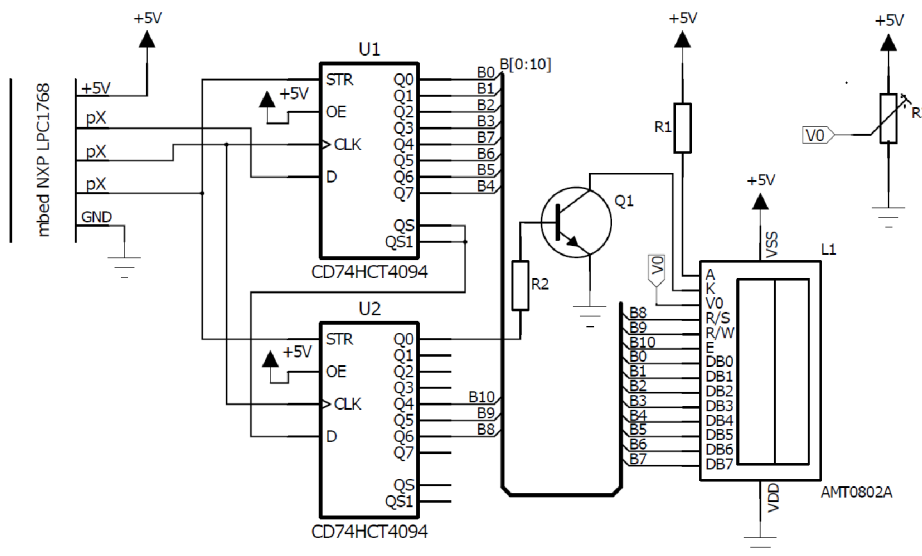 mbed NXP LPC1768
+5V
+5V
pX
pX
pX
GND
U1
STR
+5V
OE
CLK
D
Q0
Q1
Q2
Q3
Q4
Q5
Q6
Q7
QS
QS1
CD74HCT4094
B0
B1
B2
B3
B7
B6
B5
B4
B[0:10]
U2
STR
+5V
OE
CLK
D
Q0
Q1
Q2
Q3
Q4
Q5
Q6
Q7
QS
QS1
CD74HCT4094
B10
B9
B8
R2
Q1
+5V
R1
+5V
R
V0
+5V
VSS
L1
V0
A
K
V0
R/S
R/W
E
DB0
DB1
DB2
DB3
DB4
DB5
DB6
DB7
B8
B9
B10
B0
B1
B2
B3
B4
B5
B6
B7
VDD
AMT0802A